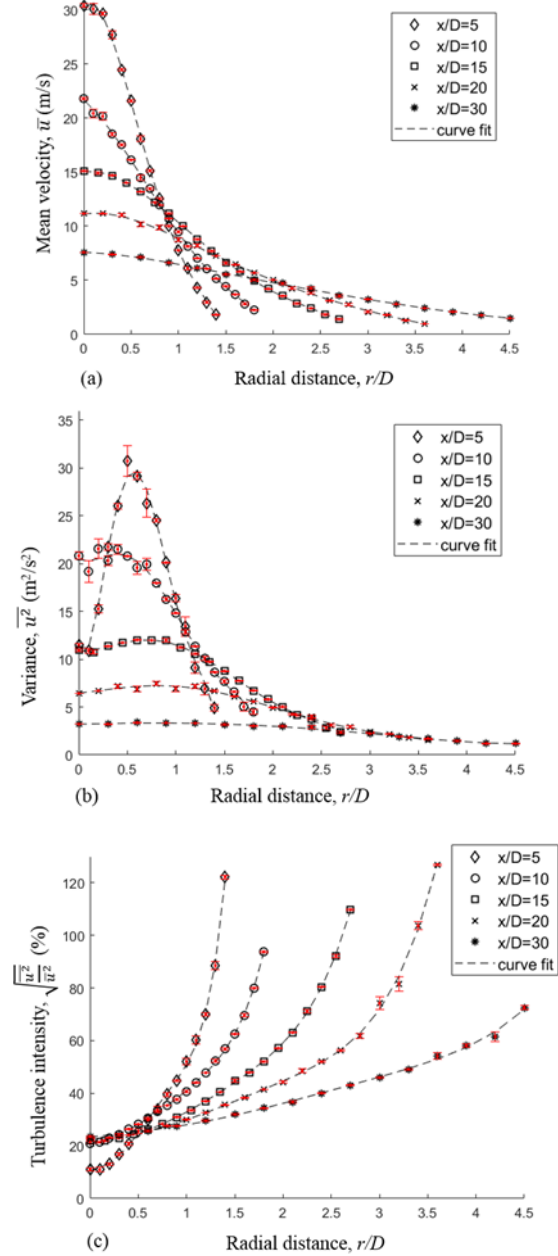 30
25
20
15
10
5
0
Mean velocity, u̅ (m/s)
x/D=5
x/D=10
x/D=15
x/D=20
x/D=30
curve fit
0 0.5 1 1.5 2 2.5 3 3.5 4 4.5
(a) Radial distance, r/D
35
30
25
20
15
10
5
0
Variance, u̅² (m²/s²)
x/D=5
x/D=10
x/D=15
x/D=20
x/D=30
curve fit
0 0.5 1 1.5 2 2.5 3 3.5 4 4.5
(b) Radial distance, r/D
120
100
80
60
40
20
0
Turbulence intensity, √(u̅²/u̅²) (%)
x/D=5
x/D=10
x/D=15
x/D=20
x/D=30
curve fit
0 0.5 1 1.5 2 2.5 3 3.5 4 4.5
(c) Radial distance, r/D